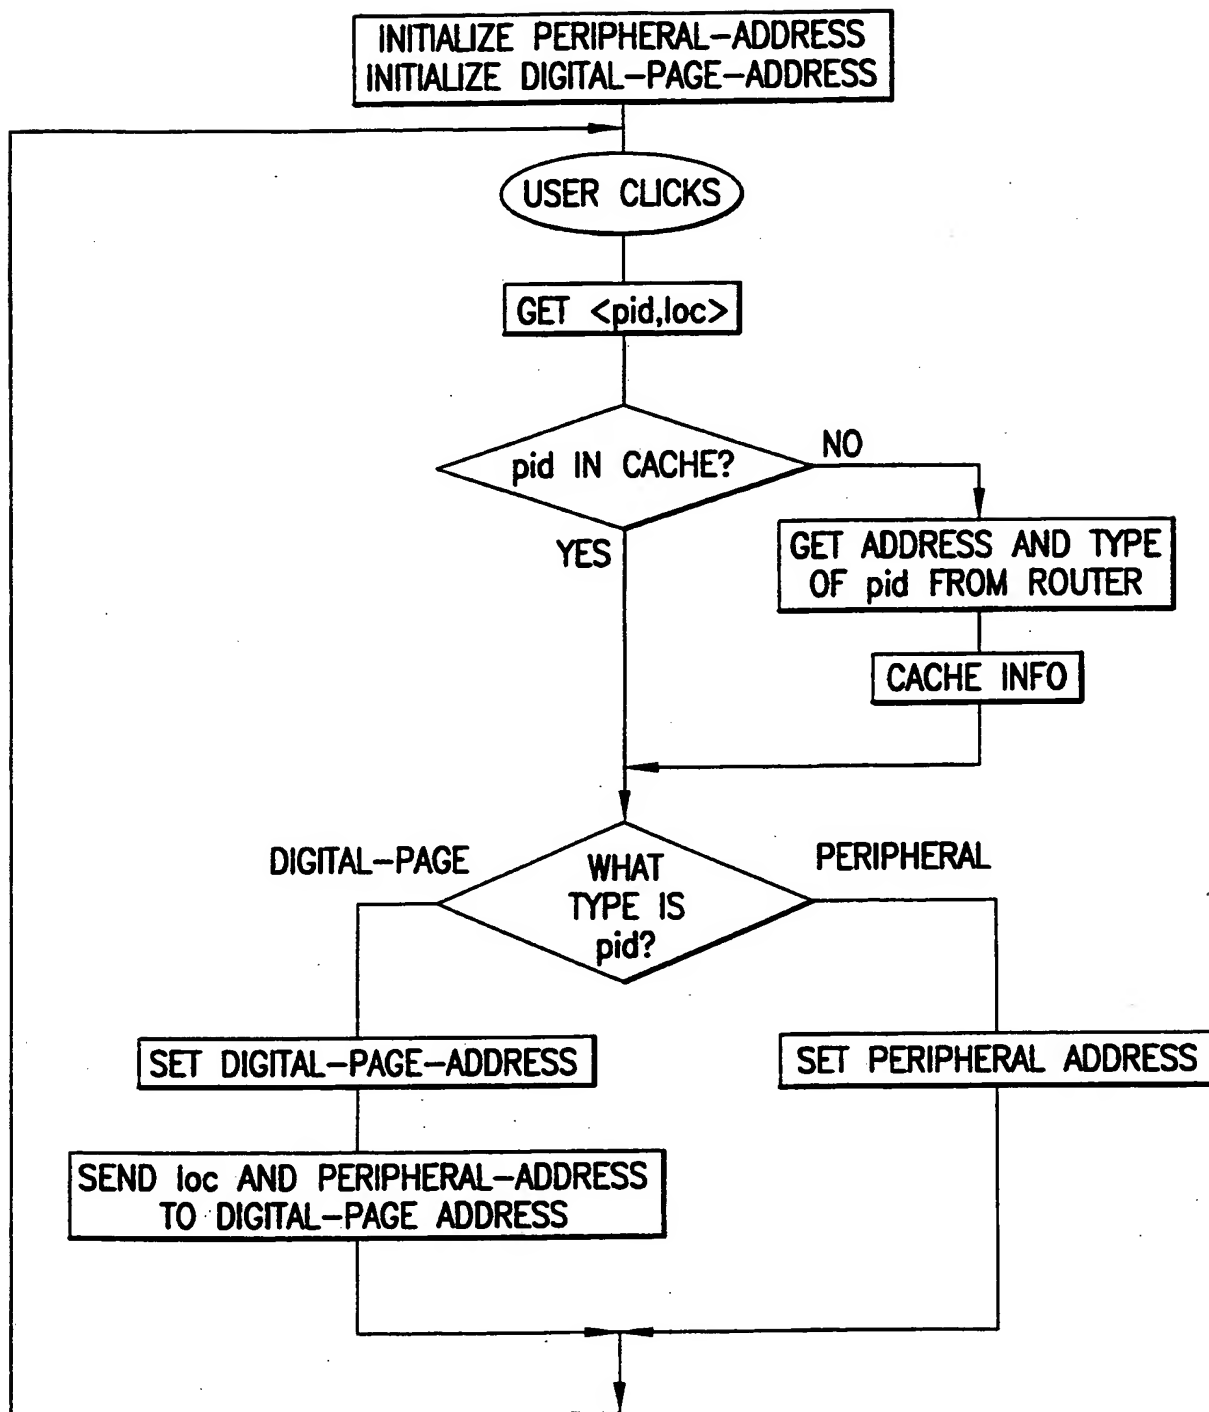 INITIALIZE PERIPHERAL-ADDRESS
INITIALIZE DIGITAL-PAGE-ADDRESS
USER CLICKS
GET <pid,loc>
pid IN CACHE?
NO
YES
GET ADDRESS AND TYPE
OF pid FROM ROUTER
CACHE INFO
DIGITAL-PAGE
WHAT
TYPE IS
pid?
PERIPHERAL
SET DIGITAL-PAGE-ADDRESS
SET PERIPHERAL ADDRESS
SEND loc AND PERIPHERAL-ADDRESS
TO DIGITAL-PAGE ADDRESS